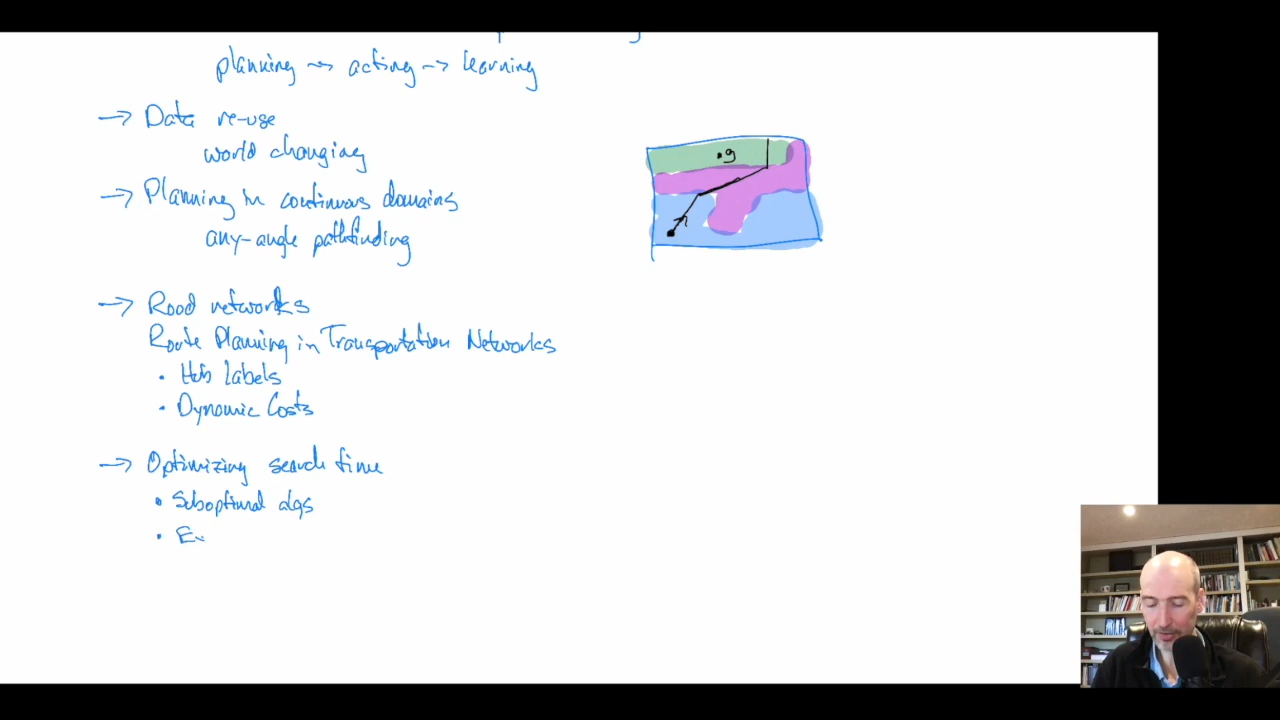 planning → acting → learning
→ Data re-use
world changing
→ Planning in continuous domains
any-angle pathfinding
.g
→ Road networks
Route Planning in Transportation Networks
• Hub Labels
• Dynamic Costs
→ Optimizing search time
• Suboptimal algs
• Ex